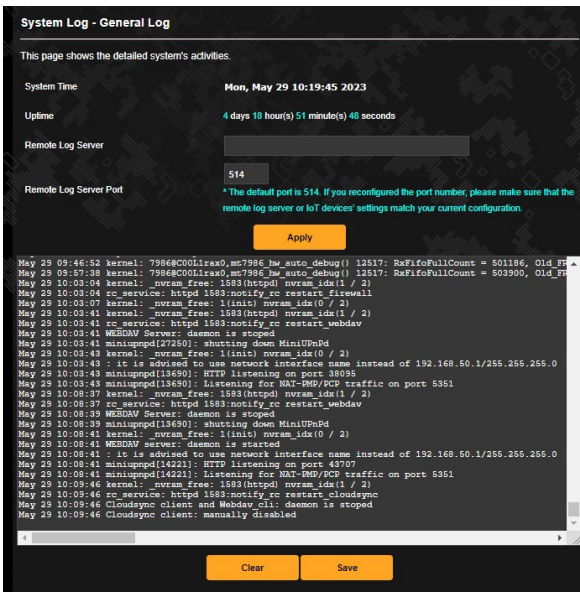 System Log - General Log
This page shows the detailed system's activities.
System Time Mon, May 29 10:19:45 2023
Uptime 4 days 18 hour(s) 51 minute(s) 48 seconds
Remote Log Server
Remote Log Server Port 514
* The default port is 514. If you reconfigured the port number, please make sure that the
remote log server or IoT devices' settings match your current configuration.
Apply
May 29 09:46:52 kernel: 7986@C00L1rax0,mt7986_hw_auto_debug() 12517: RxFifoFullCount = 501186, Old_FR
May 29 09:57:38 kernel: 7986@C00L1rax0,mt7986_hw_auto_debug() 12517: RxFifoFullCount = 503900, Old_FR
May 29 10:03:04 kernel: _nvram_free: 1583(httpd) nvram_idx(1 / 2)
May 29 10:03:04 rc_service: httpd 1583:notify_rc restart_firewall
May 29 10:03:07 kernel: _nvram_free: 1(init) nvram_idx(0 / 2)
May 29 10:03:41 kernel: _nvram_free: 1583(httpd) nvram_idx(1 / 2)
May 29 10:03:41 rc_service: httpd 1583:notify_rc restart_webdav
May 29 10:03:41 WEBDAV Server: daemon is stoped
May 29 10:03:41 miniupnpd[27250]: shutting down MiniUPnPd
May 29 10:03:43 kernel: _nvram_free: 1(init) nvram_idx(0 / 2)
May 29 10:03:43 : it is advised to use network interface name instead of 192.168.50.1/255.255.255.0
May 29 10:03:43 miniupnpd[13690]: HTTP listening on port 38095
May 29 10:03:43 miniupnpd[13690]: Listening for NAT-PMP/PCP traffic on port 5351
May 29 10:08:37 kernel: _nvram_free: 1583(httpd) nvram_idx(1 / 2)
May 29 10:08:37 rc_service: httpd 1583:notify_rc restart_webdav
May 29 10:08:39 WEBDAV Server: daemon is stoped
May 29 10:08:39 miniupnpd[13690]: shutting down MiniUPnPd
May 29 10:08:41 kernel: _nvram_free: 1(init) nvram_idx(0 / 2)
May 29 10:08:41 WEBDAV server: daemon is started
May 29 10:08:41 : it is advised to use network interface name instead of 192.168.50.1/255.255.255.0
May 29 10:08:41 miniupnpd[14221]: HTTP listening on port 43707
May 29 10:08:41 miniupnpd[14221]: Listening for NAT-PMP/PCP traffic on port 5351
May 29 10:09:46 kernel: _nvram_free: 1583(httpd) nvram_idx(1 / 2)
May 29 10:09:46 rc_service: httpd 1583:notify_rc restart_cloudsync
May 29 10:09:46 Cloudsync client and Webdav_cli: daemon is stoped
May 29 10:09:46 Cloudsync client: manually disabled
Clear Save